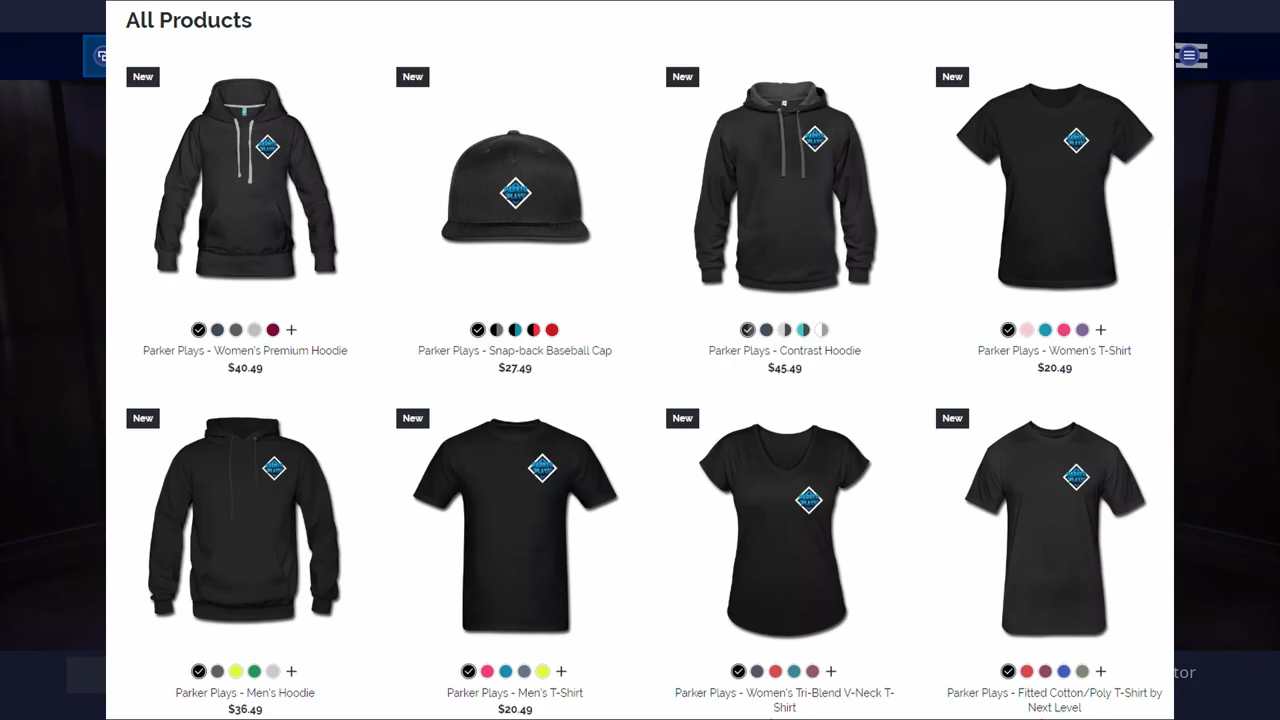 All Products
New
New
New
New
PARKER
PLAYS
Parker Plays - Women's Premium Hoodie
$40.49
Parker Plays - Snap-back Baseball Cap
$27.49
Parker Plays - Contrast Hoodie
$45.49
Parker Plays - Women's T-Shirt
$20.49
New
New
New
New
Parker Plays - Men's Hoodie
$36.49
Parker Plays - Men's T-Shirt
$20.49
Parker Plays - Women's Tri-Blend V-Neck T-
Shirt
Parker Plays - Fitted Cotton/Poly T-Shirt by
Next Level
tor